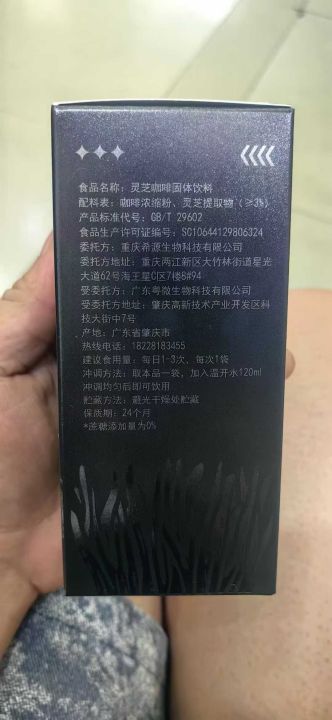 食品名称：灵芝咖啡固体饮料
配料表：咖啡浓缩粉、灵芝提取物（≥3%）
产品标准代号：GB/T 29602
食品生产许可证编号：SC10644129806324
委托方：重庆希源生物科技有限公司
委托方地址：重庆两江新区大竹林街道星光
大道62号海王星C区7楼8#94
受委托方：广东粤微生物科技有限公司
受委托方地址：肇庆高新技术产业开发区科
技大街中7号
产地：广东省肇庆市
热线电话：18228183455
建议食用量：每日1-3次，每次1袋
冲调方法：取本品一袋，加入温开水120ml
冲调均匀后即可饮用
贮藏方法：避光干燥处贮藏
保质期：24个月
*蔗糖添加量为0%